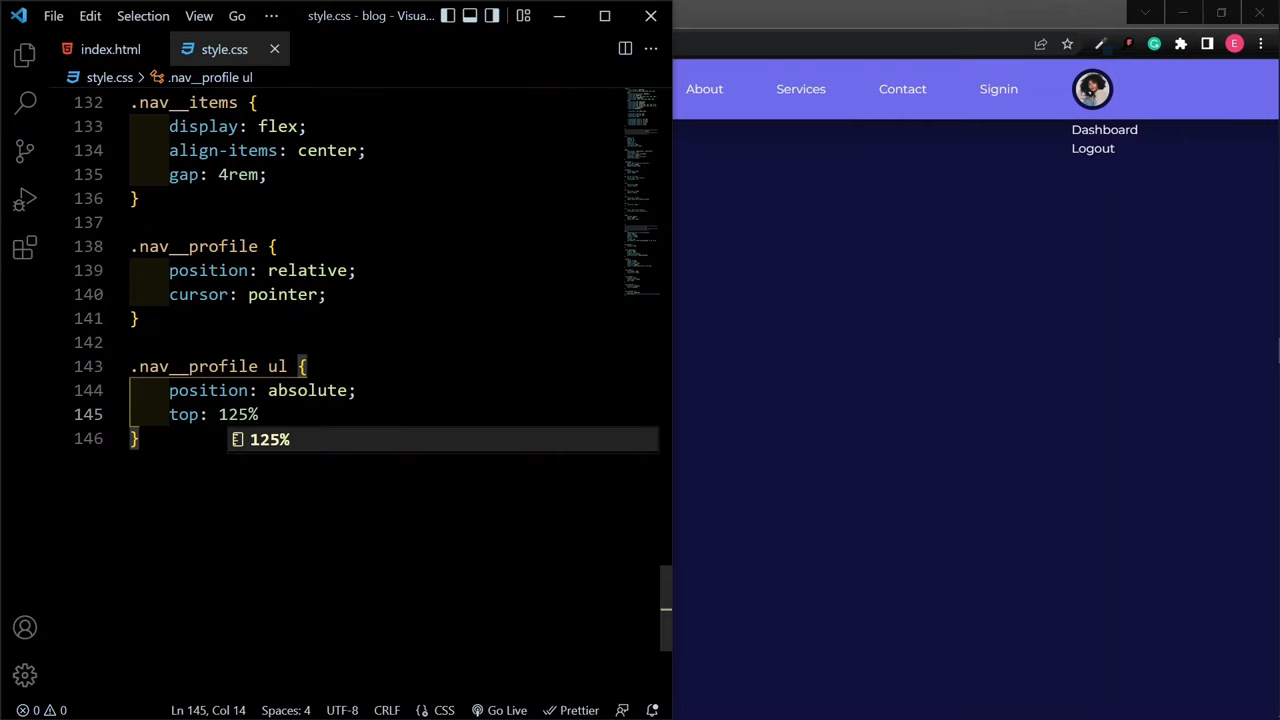 File Edit Selection View Go ··· style.css - blog - Visua...
index.html style.css
style.css > .nav__profile ul
132 .nav__items {
133 display: flex;
134 align-items: center;
135 gap: 4rem;
136 }
137
138 .nav__profile {
139 position: relative;
140 cursor: pointer;
141 }
142
143 .nav__profile ul {
144 position: absolute;
145 top: 125%
146 }
125%
0 0 Ln 145, Col 14 Spaces: 4 UTF-8 CRLF {} CSS Go Live Prettier
E
About Services Contact Signin
Dashboard
Logout